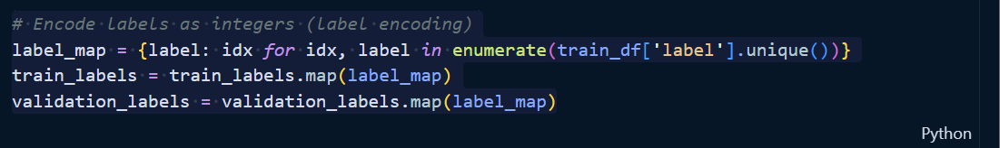 # Encode labels as integers (label encoding)
label_map = {label: idx for idx, label in enumerate(train_df['label'].unique())}
train_labels = train_labels.map(label_map)
validation_labels = validation_labels.map(label_map)
Python